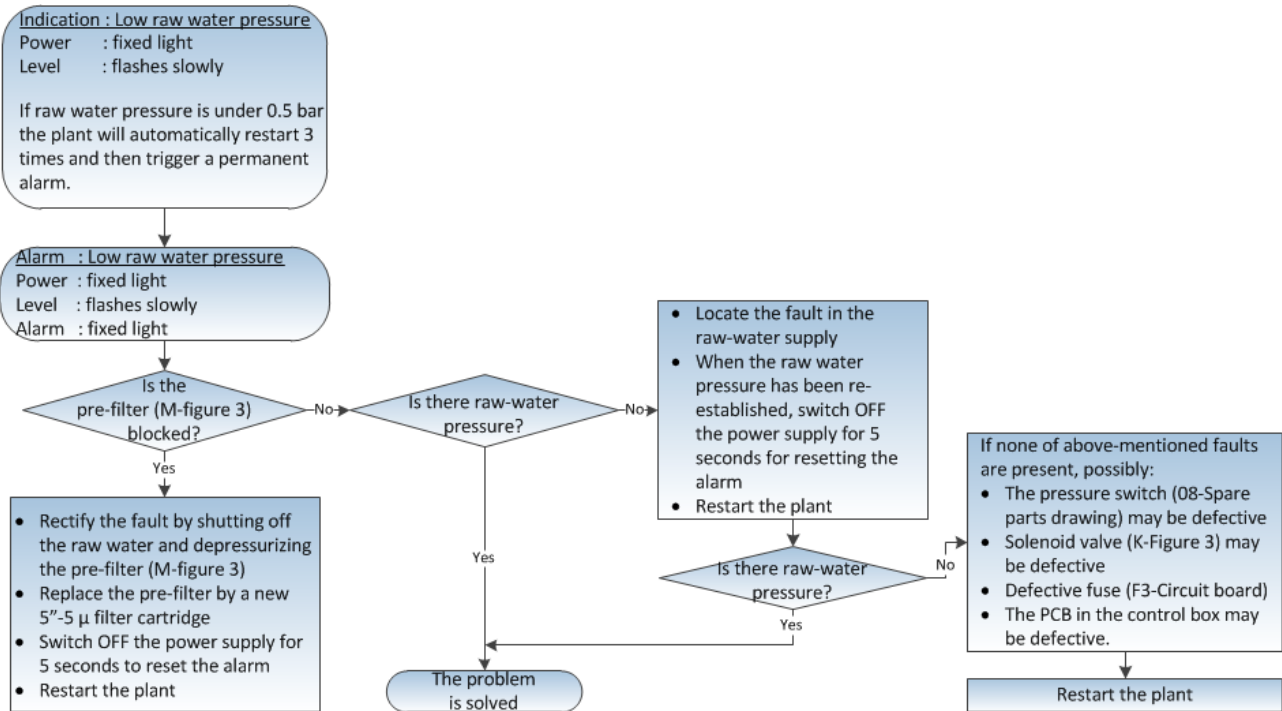 Indication : Low raw water pressure
Power : fixed light
Level : flashes slowly
If raw water pressure is under 0.5 bar
the plant will automatically restart 3
times and then trigger a permanent
alarm.
Alarm : Low raw water pressure
Power : fixed light
Level : flashes slowly
Alarm : fixed light
Is the
pre-filter (M-figure 3)
blocked?
No
Yes
• Rectify the fault by shutting off
the raw water and depressurizing
the pre-filter (M-figure 3)
• Replace the pre-filter by a new
5”-5 µ filter cartridge
• Switch OFF the power supply for
5 seconds to reset the alarm
• Restart the plant
Is there raw-water
pressure?
No
Yes
• Locate the fault in the
raw-water supply
• When the raw water
pressure has been re-
established, switch OFF
the power supply for 5
seconds for resetting the
alarm
• Restart the plant
Is there raw-water
pressure?
No
Yes
The problem
is solved
If none of above-mentioned faults
are present, possibly:
• The pressure switch (08-Spare
parts drawing) may be defective
• Solenoid valve (K-Figure 3) may
be defective
• Defective fuse (F3-Circuit board)
• The PCB in the control box may
be defective.
Restart the plant